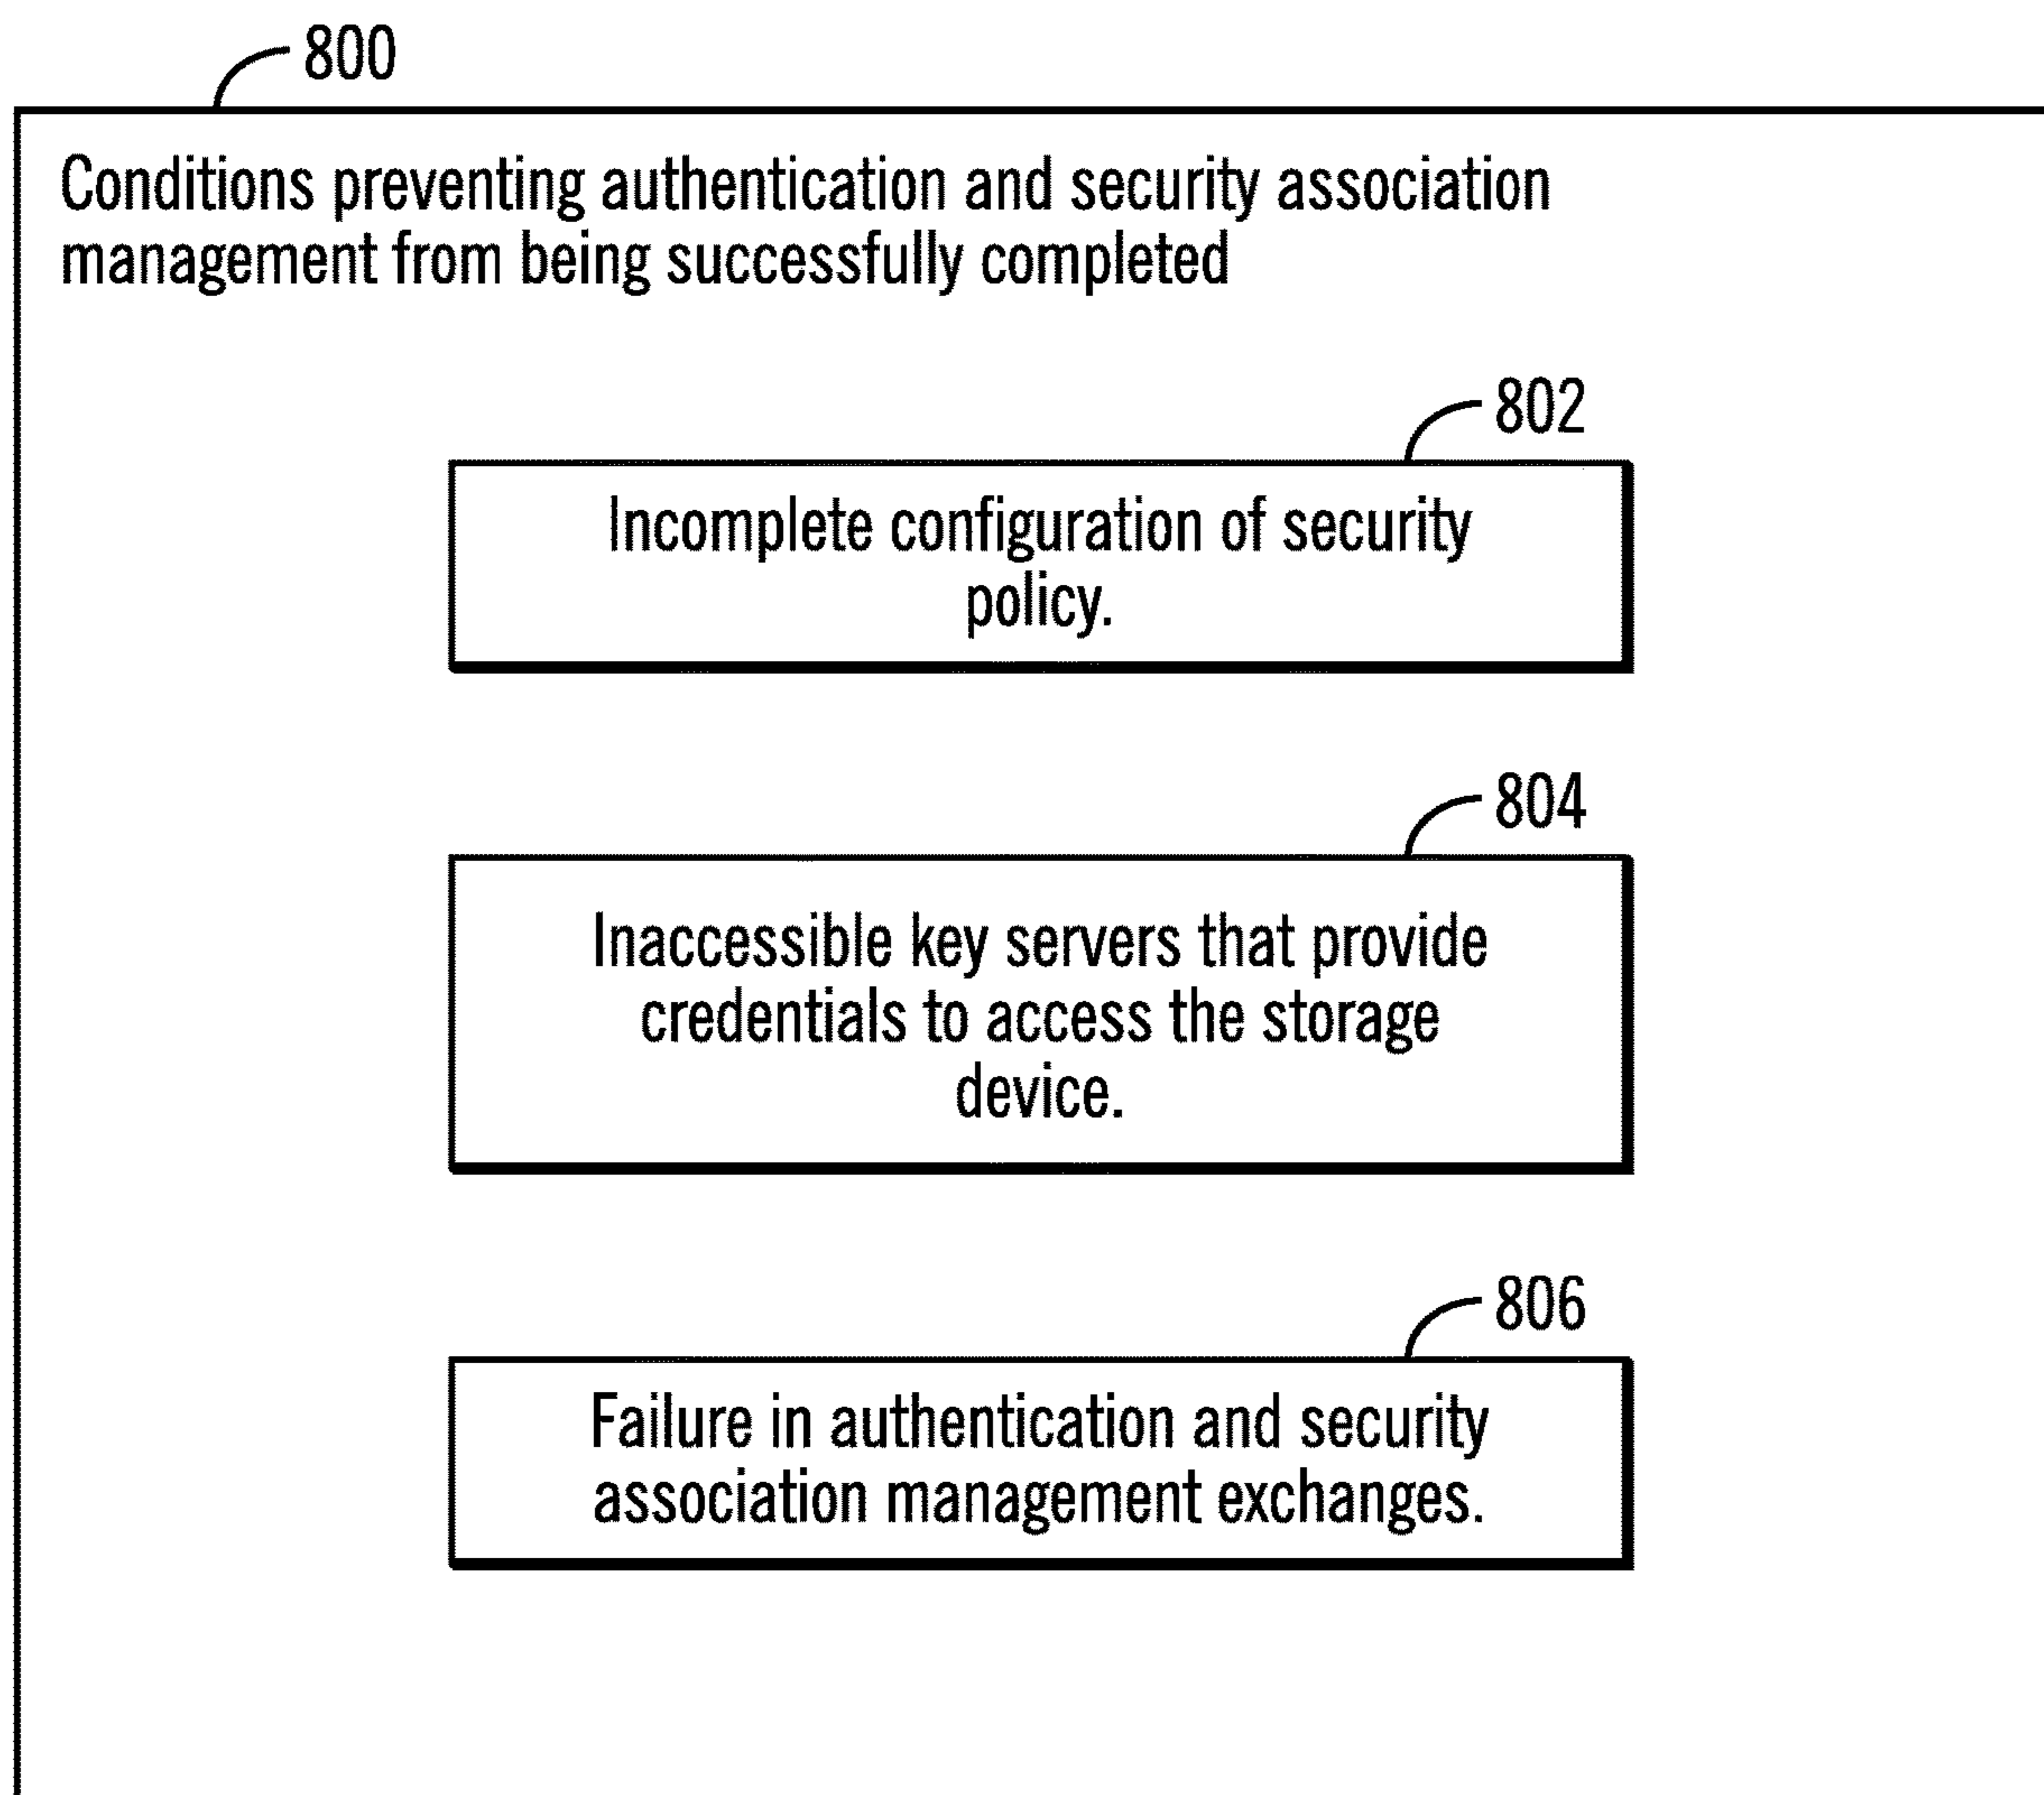 800
Conditions preventing authentication and security association
management from being successfully completed
802
Incomplete configuration of security
policy.
804
Inaccessible key servers that provide
credentials to access the storage
device.
806
Failure in authentication and security
association management exchanges.